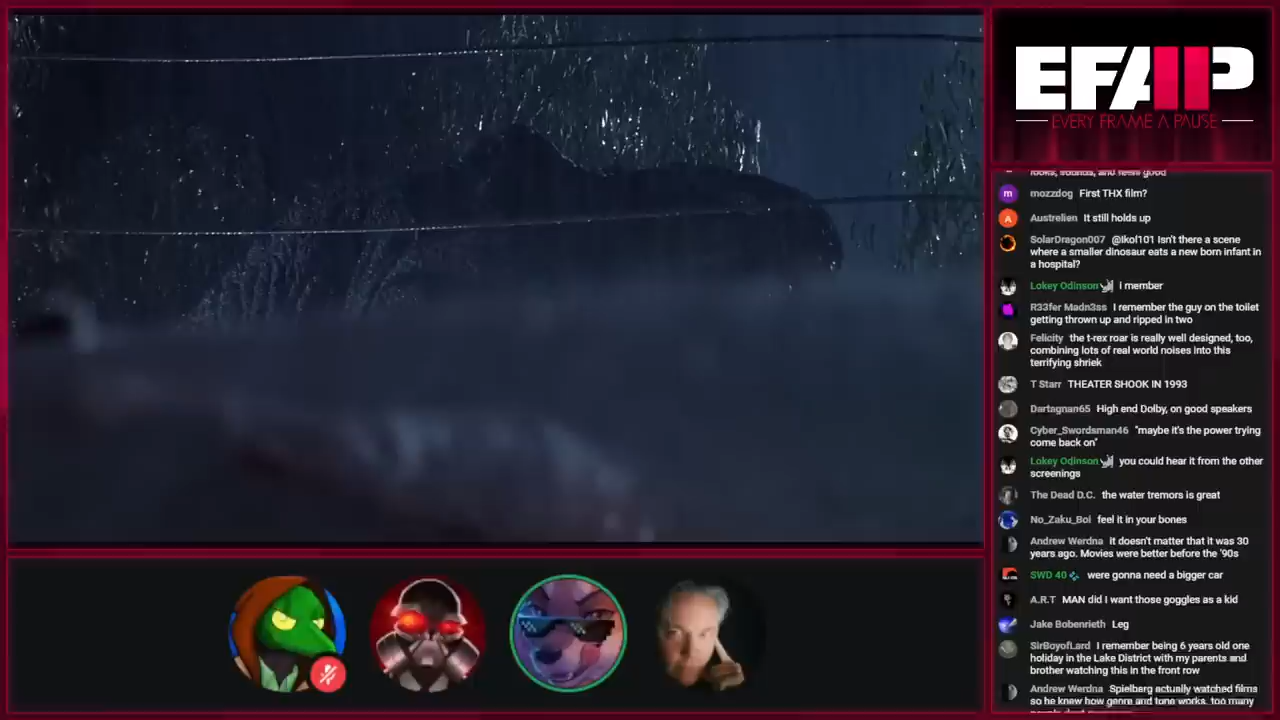 EFAP
EVERY FRAME A PAUSE
looks, sounds, and feels good
mozzdog First THX film?
Austrelien It still holds up
SolarDragon007 @Ikol101 Isn't there a scene
where a smaller dinosaur eats a new born infant in
a hospital?
Lokey Odinson i member
R33fer Madn3ss I remember the guy on the toilet
getting thrown up and ripped in two
Felicity the t-rex roar is really well designed, too,
combining lots of real world noises into this
terrifying shriek
T Starr THEATER SHOOK IN 1993
Dartagnan65 High end Dolby, on good speakers
Cyber_Swordsman46 "maybe it's the power trying
come back on"
Lokey Odinson you could hear it from the other
screenings
The Dead D.C. the water tremors is great
No_Zaku_Boi feel it in your bones
Andrew Werdna it doesn't matter that it was 30
years ago. Movies were better before the '90s
SWD 40 were gonna need a bigger car
A.R.T MAN did I want those goggles as a kid
Jake Bobenrieth Leg
SirBoyofLard I remember being 6 years old one
holiday in the Lake District with my parents and
brother watching this in the front row
Andrew Werdna Spielberg actually watched films
so he knew how genre and tone works. too many